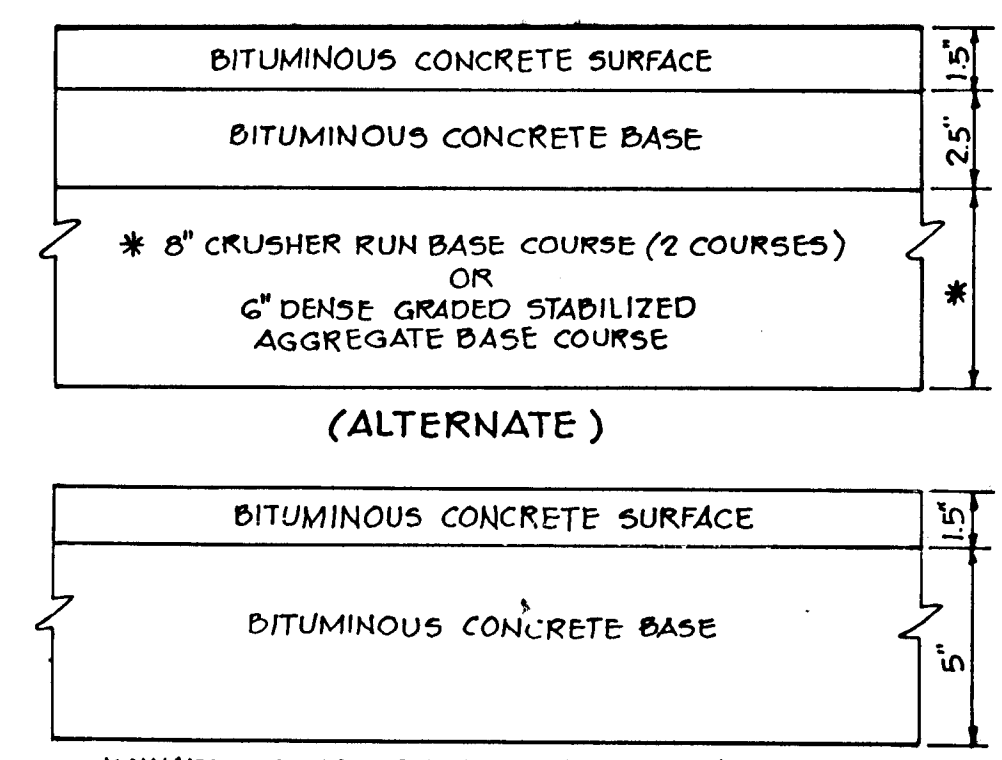 BITUMINOUS CONCRETE SURFACE
1.5"
BITUMINOUS CONCRETE BASE
2.5"
* 8" CRUSHER RUN BASE COURSE (2 COURSES)
OR
6" DENSE GRADED STABILIZED
AGGREGATE BASE COURSE
*
(ALTERNATE)
BITUMINOUS CONCRETE SURFACE
1.5"
BITUMINOUS CONCRETE BASE
5"